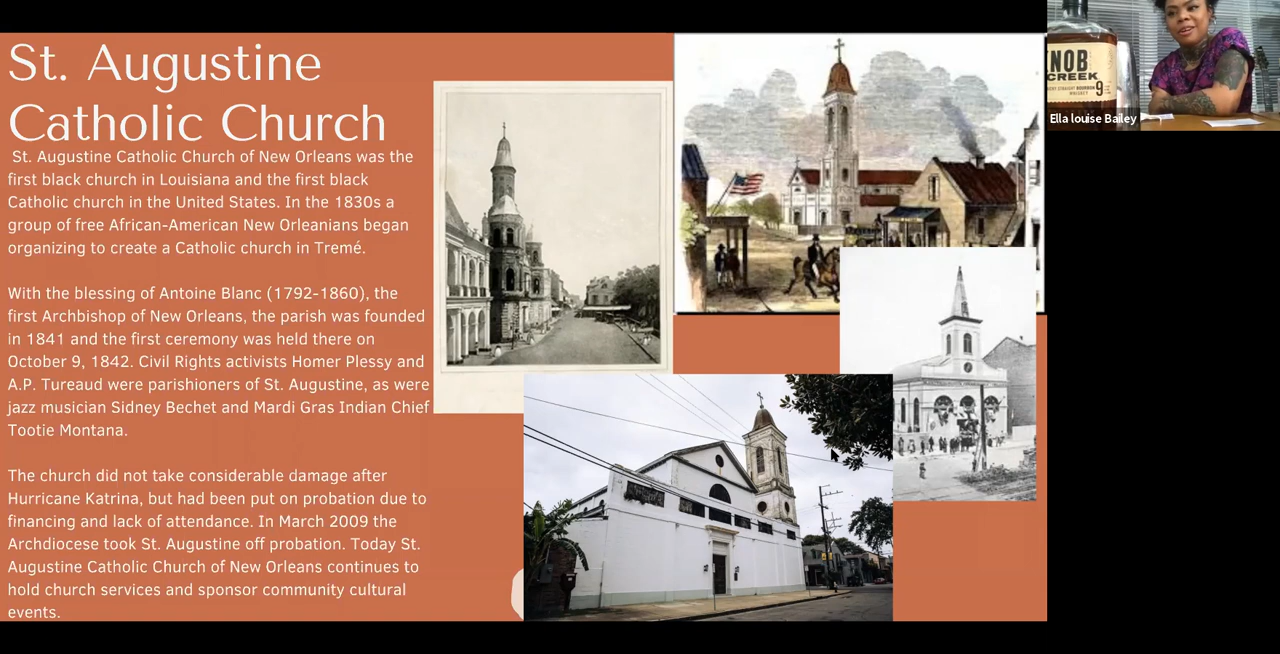 St. Augustine
Catholic Church
St. Augustine Catholic Church of New Orleans was the
first black church in Louisiana and the first black
Catholic church in the United States. In the 1830s a
group of free African-American New Orleanians began
organizing to create a Catholic church in Tremé.
With the blessing of Antoine Blanc (1792-1860), the
first Archbishop of New Orleans, the parish was founded
in 1841 and the first ceremony was held there on
October 9, 1842. Civil Rights activists Homer Plessy and
A.P. Tureaud were parishioners of St. Augustine, as were
jazz musician Sidney Bechet and Mardi Gras Indian Chief
Tootie Montana.
The church did not take considerable damage after
Hurricane Katrina, but had been put on probation due to
financing and lack of attendance. In March 2009 the
Archdiocese took St. Augustine off probation. Today St.
Augustine Catholic Church of New Orleans continues to
hold church services and sponsor community cultural
events.
KNOB
CREEK
STRAIGHT BOURBON
WHISKEY
9
Ella louise Bailey